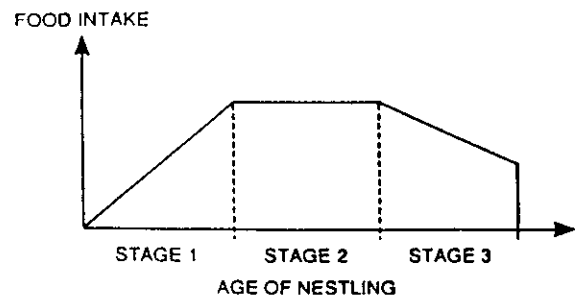 FOOD INTAKE
STAGE 1 STAGE 2 STAGE 3
AGE OF NESTLING